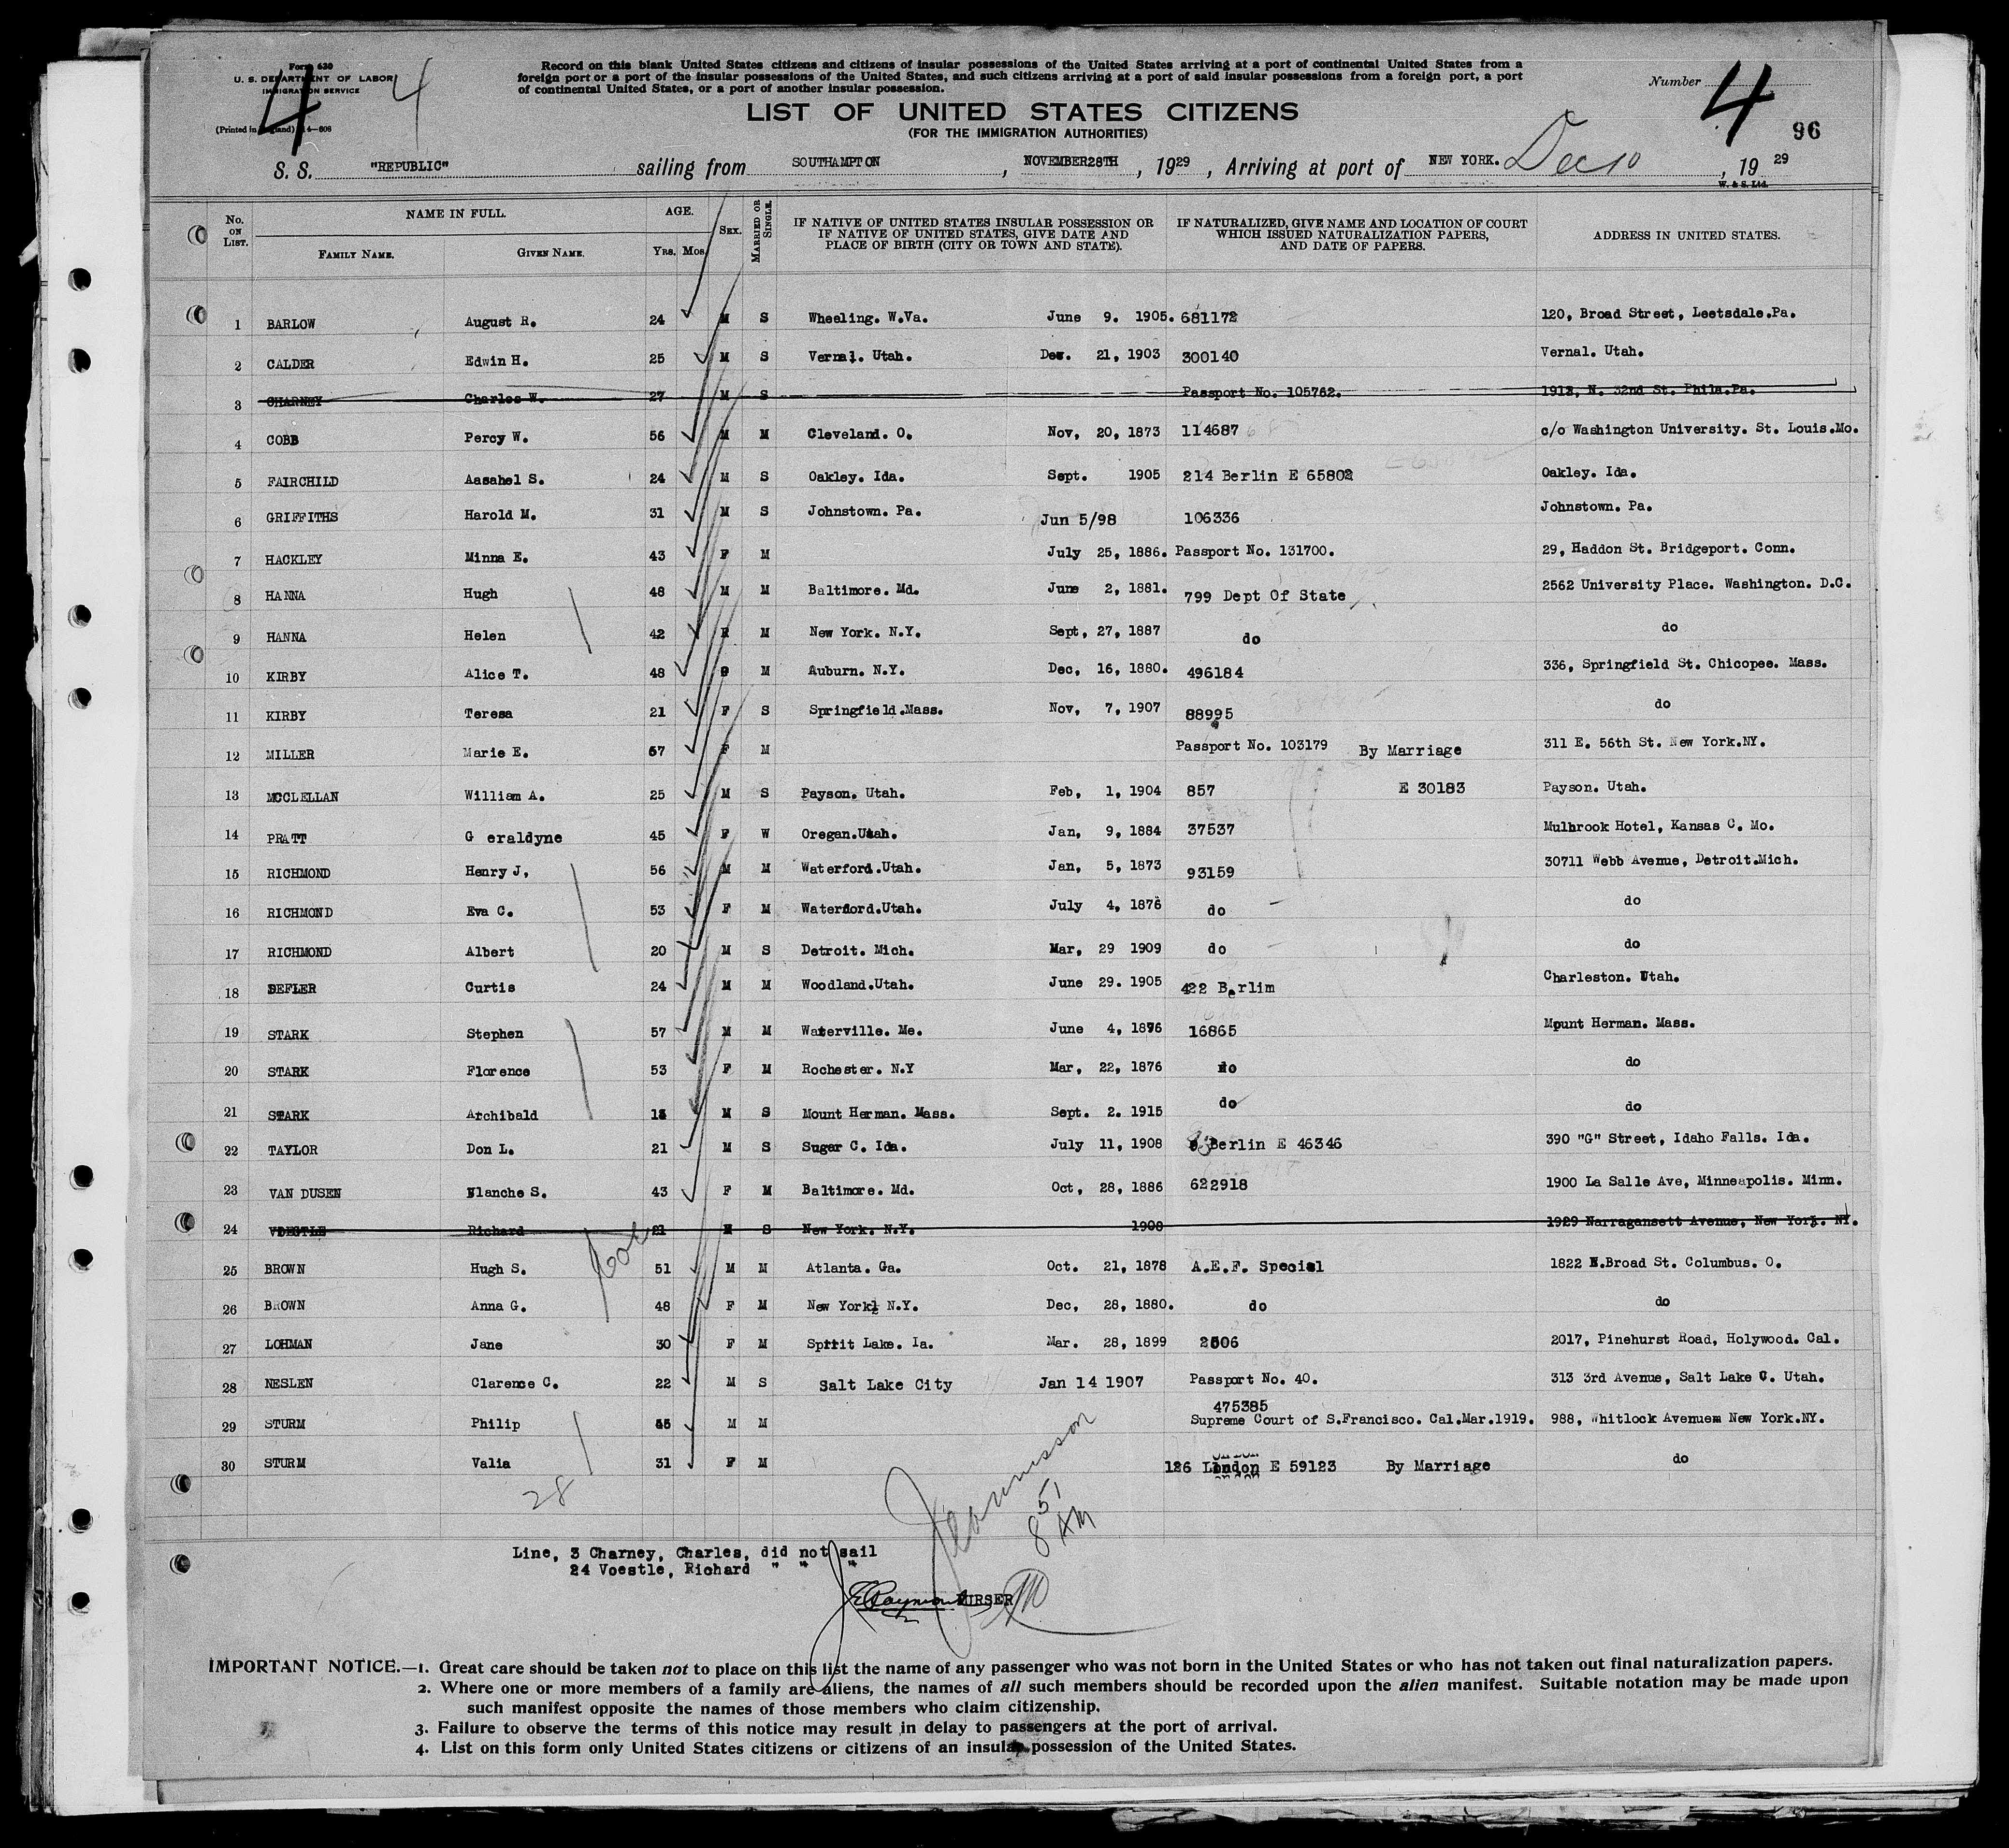 Form 630
U. S. DEPARTMENT OF LABOR
IMMIGRATION SERVICE
(Printed in England) 14—608
4
4
Record on this blank United States citizens and citizens of insular possessions of the United States arriving at a port of continental United States from a
foreign port or a port of the insular possessions of the United States, and such citizens arriving at a port of said insular possessions from a foreign port, a port
of continental United States, or a port of another insular possession.
Number 4
96
LIST OF UNITED STATES CITIZENS
(FOR THE IMMIGRATION AUTHORITIES)
S. S. "REPUBLIC" sailing from SOUTHAMPTON, NOVEMBER28TH, 1929, Arriving at port of NEW YORK. Dec 10, 1929
W. & S. Ltd.
No. ON LIST. NAME IN FULL. AGE. SEX. MARRIED OR SINGLE. IF NATIVE OF UNITED STATES INSULAR POSSESSION OR IF NATIVE OF UNITED STATES, GIVE DATE AND PLACE OF BIRTH (CITY OR TOWN AND STATE). IF NATURALIZED, GIVE NAME AND LOCATION OF COURT WHICH ISSUED NATURALIZATION PAPERS, AND DATE OF PAPERS. ADDRESS IN UNITED STATES.
FAMILY NAME. GIVEN NAME. YRS. MOS.
1 BARLOW August R. 24 M S Wheeling. W.Va. June 9. 1905. 681172 120, Broad Street, Leetsdale.Pa.
2 CALDER Edwin H. 25 M S Vernal. Utah. Dec. 21, 1903 300140 Vernal. Utah.
3 CHARNEY Charles W. 27 M S Passport No. 105762. 1912, N. 32nd St. Phila.Pa.
4 COBB Percy W. 56 M M Cleveland. O. Nov, 20, 1873 114687 c/o Washington University. St. Louis.Mo.
5 FAIRCHILD Aasahel S. 24 M S Oakley. Ida. Sept. 1905 214 Berlin E 65802 Oakley. Ida.
6 GRIFFITHS Harold M. 31 M S Johnstown. Pa. Jun 5/98 106336 Johnstown. Pa.
7 HACKLEY Minna E. 43 F M July 25, 1886. Passport No. 131700. 29, Haddon St. Bridgeport. Conn.
8 HANNA Hugh 48 M M Baltimore. Md. June 2, 1881. 799 Dept Of State 2562 University Place. Washington. D.C.
9 HANNA Helen 42 F M New York. N.Y. Sept, 27, 1887 do do
10 KIRBY Alice T. 48 M Auburn. N.Y. Dec, 16, 1880. 496184 336, Springfield St. Chicopee. Mass.
11 KIRBY Teresa 21 F S Springfield.Mass. Nov, 7, 1907 88995 do
12 MILLER Marie E. 67 F M Passport No. 103179 By Marriage 311 E. 56th St. New York.NY.
13 MCCLELLAN William A. 25 M S Payson. Utah. Feb, 1, 1904 857 E 30183 Payson. Utah.
14 PRATT G eraldyne 45 F W Oregan.Utah. Jan, 9, 1884 37537 Mulbrook Hotel, Kansas C. Mo.
15 RICHMOND Henry J, 56 M M Waterford.Utah. Jan, 5, 1873 93159 30711 Webb Avenue, Detroit.Mich.
16 RICHMOND Eva C. 53 F M Waterford.Utah. July 4, 1876 do do
17 RICHMOND Albert 20 M S Detroit. Mich. Mar, 29 1909 do do
18 DEFLER Curtis 24 M M Woodland.Utah. June 29. 1905 422 Berlim Charleston. Utah.
19 STARK Stephen 57 M M Waterville. Me. June 4, 1876 16865 Mount Herman. Mass.
20 STARK Florence 53 F M Rochester. N.Y Mar, 22, 1876 do do
21 STARK Archibald M S Mount Herman. Mass. Sept. 2. 1915 do do
22 TAYLOR Don L. 21 M S Sugar C. Ida. July 11, 1908 Berlin E 46346 390 "G" Street, Idaho Falls. Ida.
23 VAN DUSEN Blanche S. 43 F M Baltimore. Md. Oct, 28, 1886 622918 1900 La Salle Ave, Minneapolis. Minn.
24 VOESTLE Richard 21 M S New York. N.Y. 1908 1929 Narragansett Avenue, New York. NY.
25 BROWN Hugh S. 51 M M Atlanta. Ga. Oct. 21, 1878 A.E.F. Special 1822 E.Broad St. Columbus. O.
26 BROWN Anna G. 48 F M New York N.Y. Dec, 28, 1880. do do
27 LOHMAN Jane 30 F M Spirit Lake. Ia. Mar. 28, 1899 2606 2017, Pinehurst Road, Holywood. Cal.
28 NESLEN Clarence C. 22 M S Salt Lake City Jan 14 1907 Passport No. 40. 313 3rd Avenue, Salt Lake C. Utah.
475385
29 STURM Philip 45 M M Supreme Court of S.Francisco. Cal.Mar.1919. 988, Whitlock Avenuem New York.NY.
30 STURM Valia 31 F M 126 London E 59123 By Marriage do
28
8 51 AM
Line, 3 Charney, Charles, did not sail
24 Voestle, Richard " " "
PURSER
IMPORTANT NOTICE.—1. Great care should be taken not to place on this list the name of any passenger who was not born in the United States or who has not taken out final naturalization papers.
2. Where one or more members of a family are aliens, the names of all such members should be recorded upon the alien manifest. Suitable notation may be made upon
such manifest opposite the names of those members who claim citizenship.
3. Failure to observe the terms of this notice may result in delay to passengers at the port of arrival.
4. List on this form only United States citizens or citizens of an insular possession of the United States.